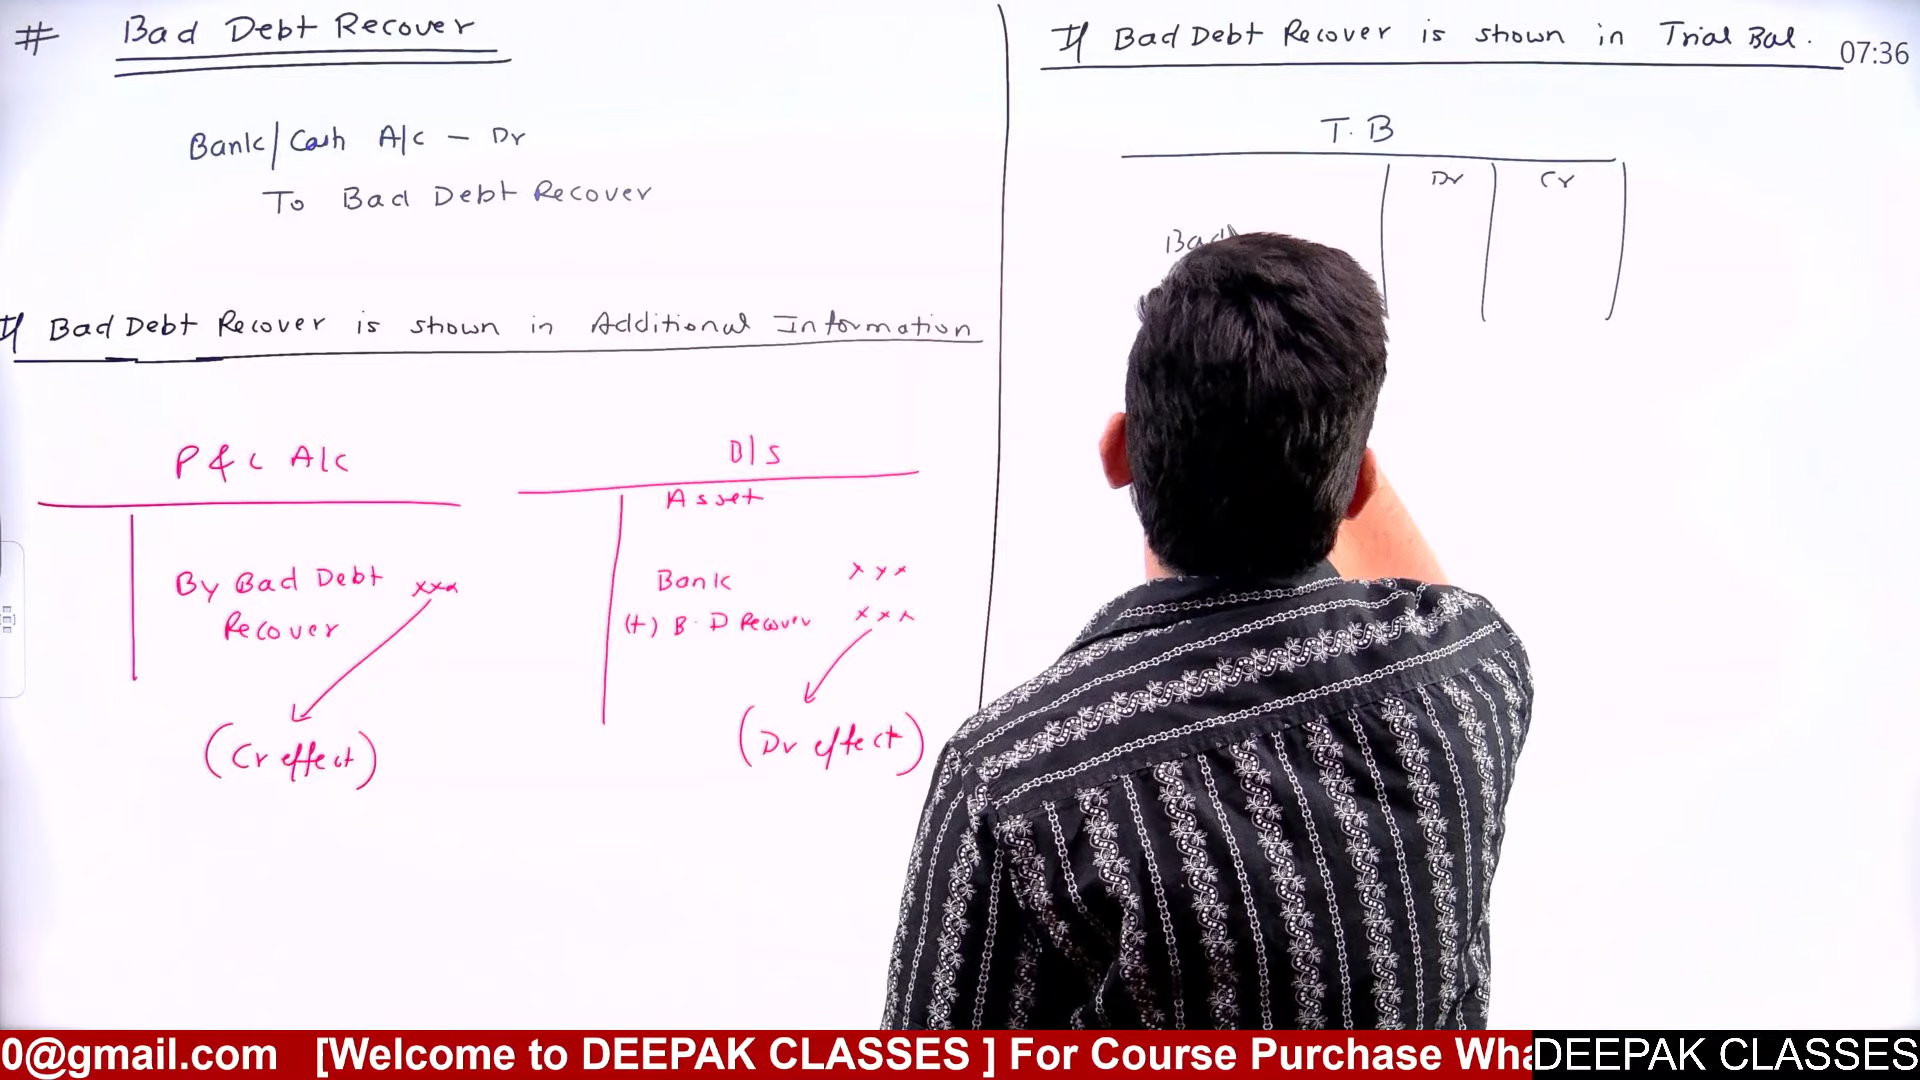 # Bad Debt Recover
Bank/Cash A/c – Dr
To Bad Debt Recover
If Bad Debt Recover is shown in Additional Information
P & L A/c
By Bad Debt xxx
Recover
(Cr effect)
B/S
Asset
Bank xxx
(+) B.D Recover xxx
(Dr effect)
If Bad Debt Recover is shown in Trial Bal.
07:36
T.B
Dr Cr
Bad
0@gmail.com [Welcome to DEEPAK CLASSES ] For Course Purchase Wha
DEEPAK CLASSES